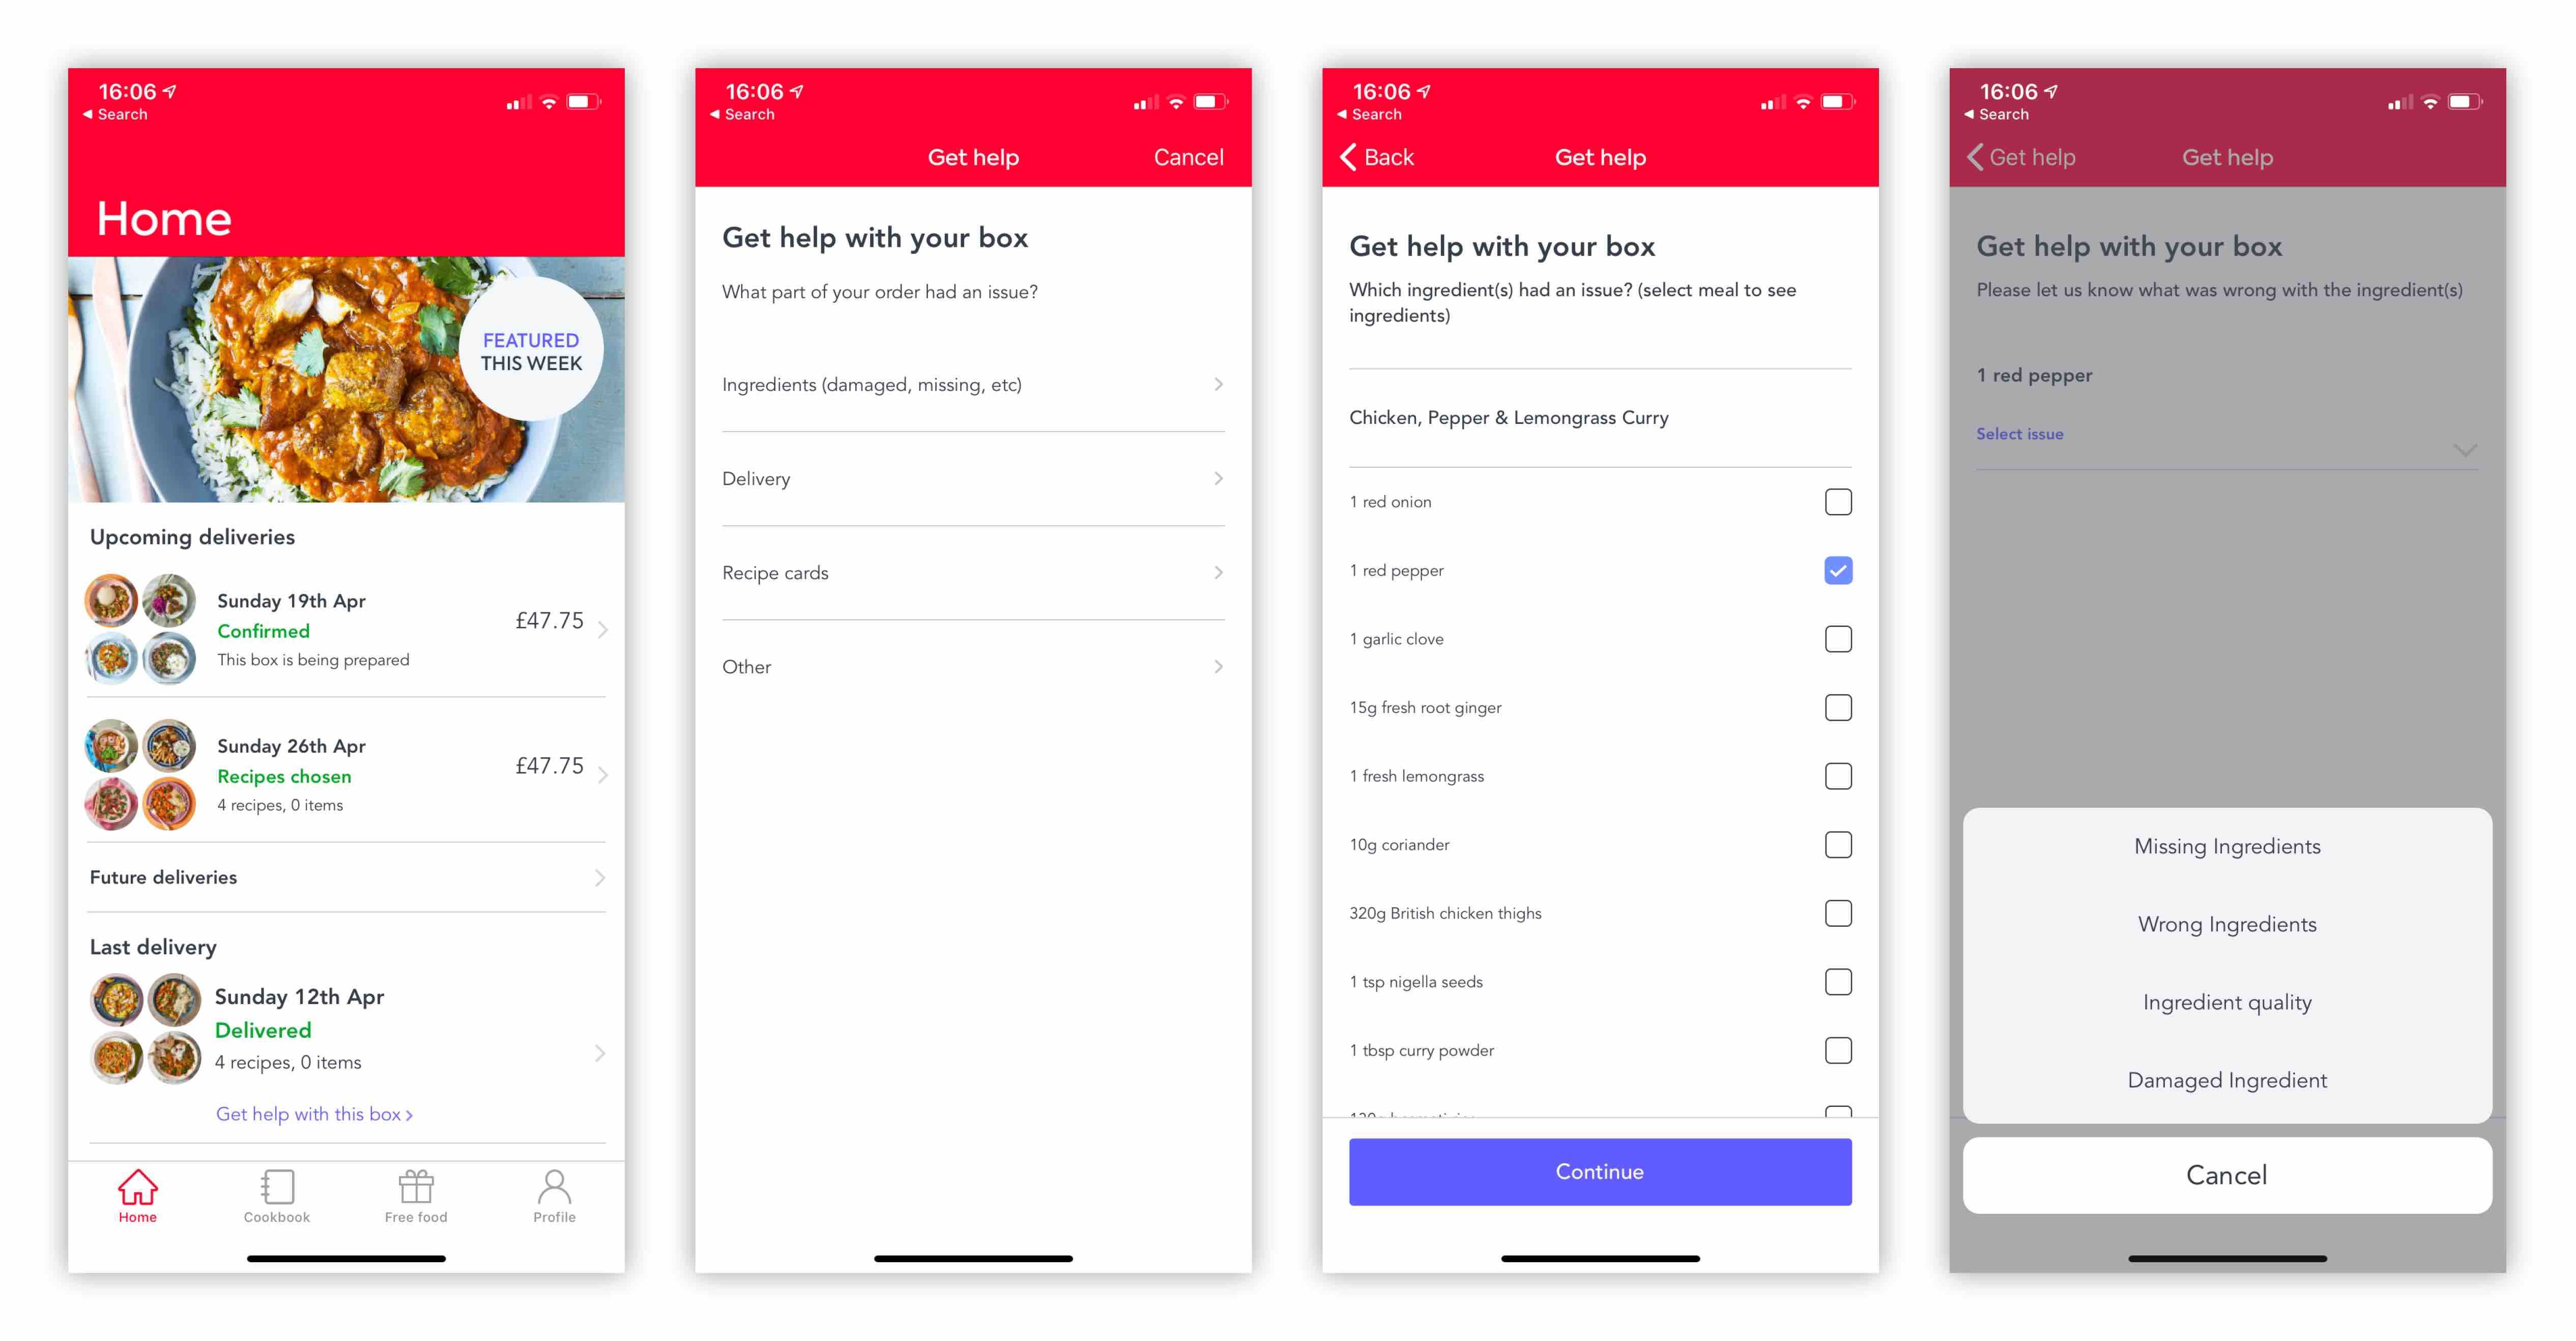 16:06
Search
Home
FEATURED
THIS WEEK
Upcoming deliveries
Sunday 19th Apr
Confirmed
This box is being prepared
£47.75
Sunday 26th Apr
Recipes chosen
4 recipes, 0 items
£47.75
Future deliveries
Last delivery
Sunday 12th Apr
Delivered
4 recipes, 0 items
Get help with this box
Home
Cookbook
Free food
Profile
16:06
Search
Get help
Cancel
Get help with your box
What part of your order had an issue?
Ingredients (damaged, missing, etc)
Delivery
Recipe cards
Other
16:06
Search
Back
Get help
Get help with your box
Which ingredient(s) had an issue? (select meal to see
ingredients)
Chicken, Pepper & Lemongrass Curry
1 red onion
1 red pepper
1 garlic clove
15g fresh root ginger
1 fresh lemongrass
10g coriander
320g British chicken thighs
1 tsp nigella seeds
1 tbsp curry powder
Continue
16:06
Search
Get help
Get help
Get help with your box
Please let us know what was wrong with the ingredient(s)
1 red pepper
Select issue
Missing Ingredients
Wrong Ingredients
Ingredient quality
Damaged Ingredient
Cancel